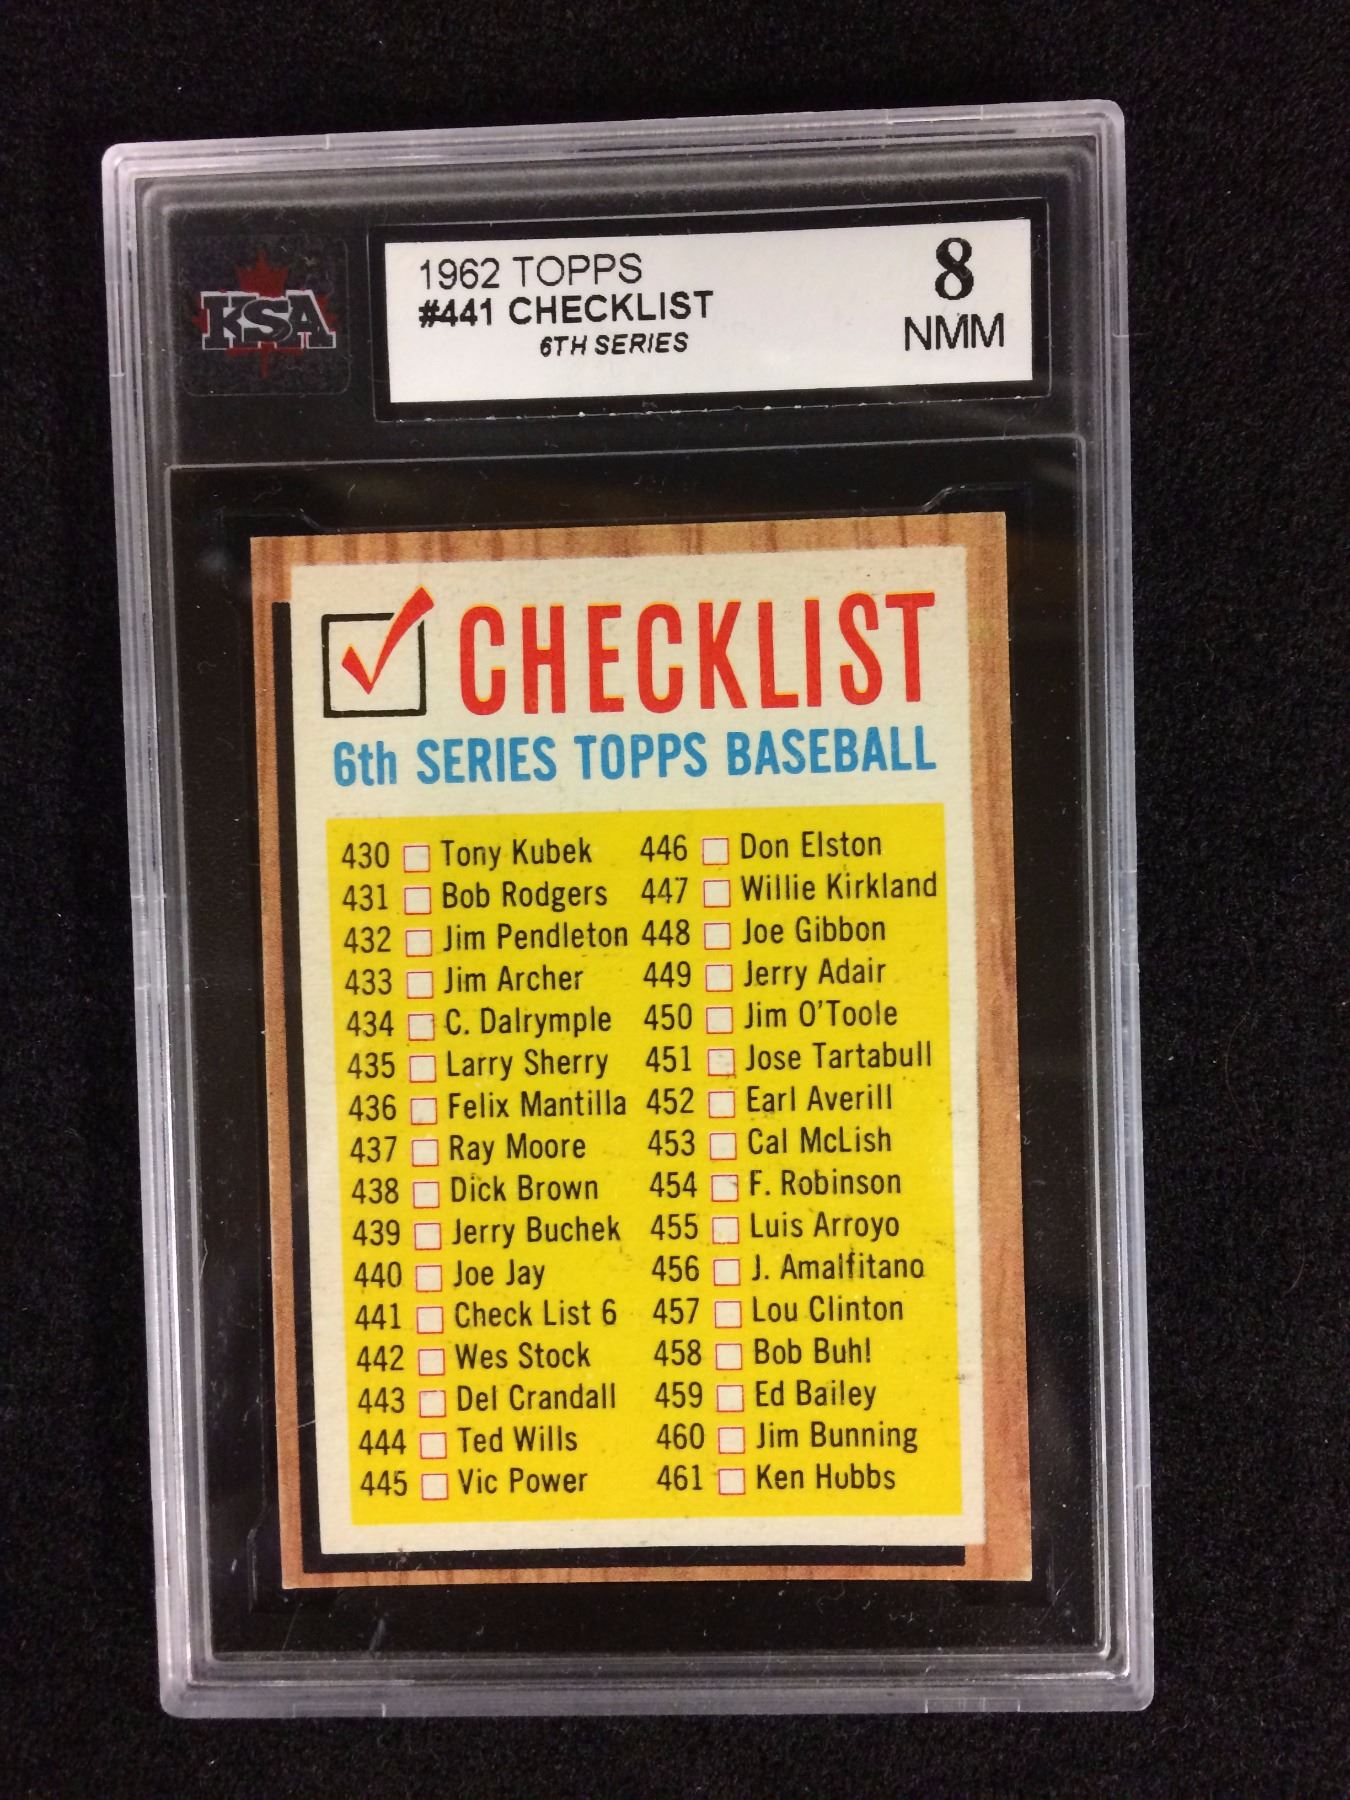 KSA
1962 TOPPS
#441 CHECKLIST
6TH SERIES
8
NMM
CHECKLIST
6th SERIES TOPPS BASEBALL
430 Tony Kubek
431 Bob Rodgers
432 Jim Pendleton
433 Jim Archer
434 C. Dalrymple
435 Larry Sherry
436 Felix Mantilla
437 Ray Moore
438 Dick Brown
439 Jerry Buchek
440 Joe Jay
441 Check List 6
442 Wes Stock
443 Del Crandall
444 Ted Wills
445 Vic Power
446 Don Elston
447 Willie Kirkland
448 Joe Gibbon
449 Jerry Adair
450 Jim O'Toole
451 Jose Tartabull
452 Earl Averill
453 Cal McLish
454 F. Robinson
455 Luis Arroyo
456 J. Amalfitano
457 Lou Clinton
458 Bob Buhl
459 Ed Bailey
460 Jim Bunning
461 Ken Hubbs